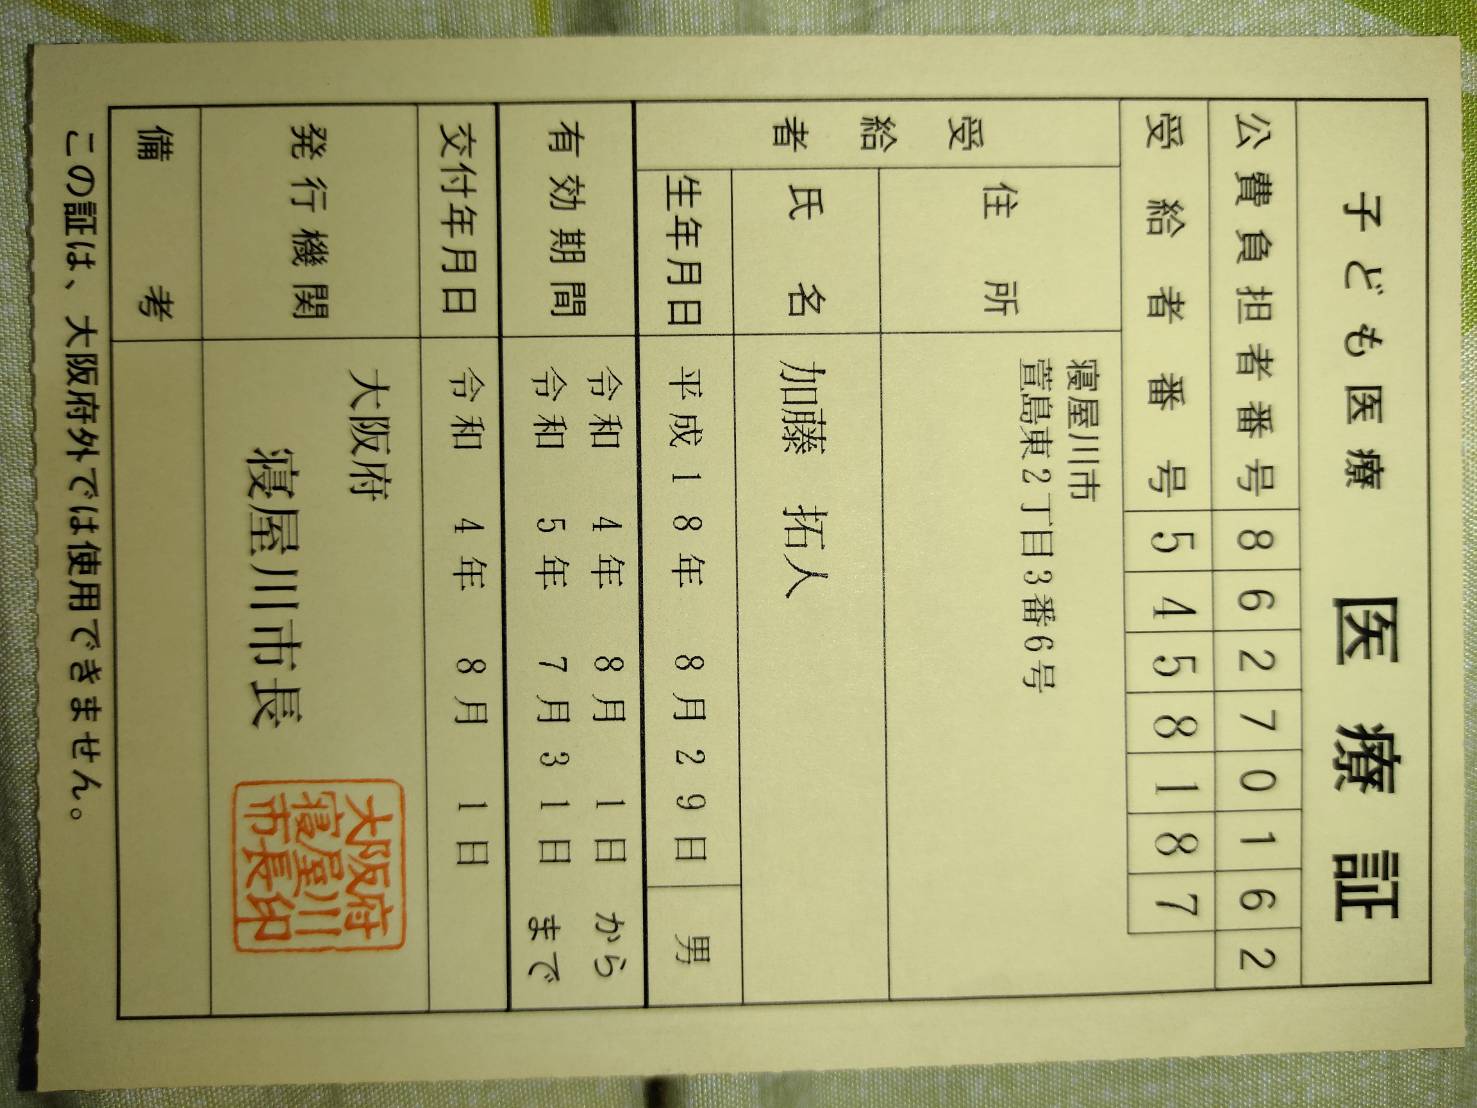 子ども医療 医療証
公費負担者番号 86270162
受給者番号 5458187
受給者
住所 寝屋川市
萱島東2丁目3番6号
氏名 加藤 拓人
生年月日 平成18年 8月29日 男
有効期間 令和 4年 8月 1日 から
令和 5年 7月31日 まで
交付年月日 令和 4年 8月 1日
発行機関 大阪府
寝屋川市長
大阪府
寝屋川
市長印
備考
この証は、大阪府外では使用できません。